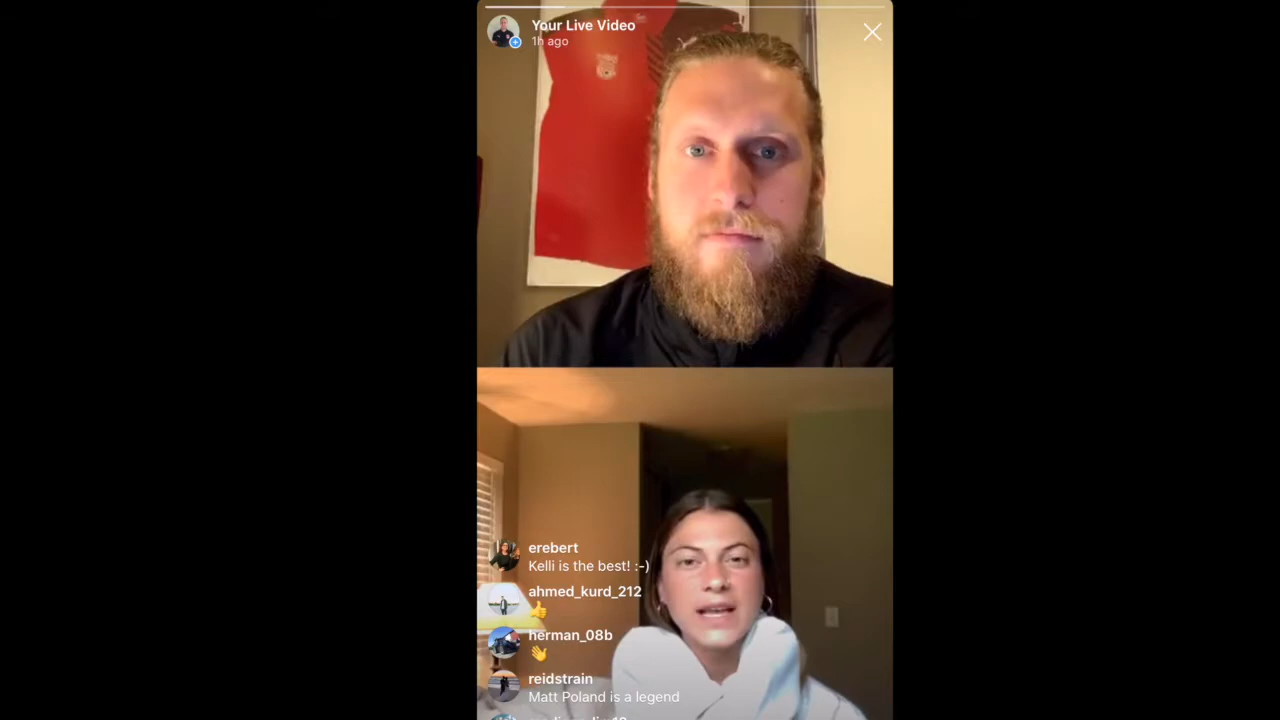 Your Live Video
1h ago
erebert
Kelli is the best! :-)
ahmed_kurd_212
👍
herman_08b
👋
reidstrain
Matt Poland is a legend